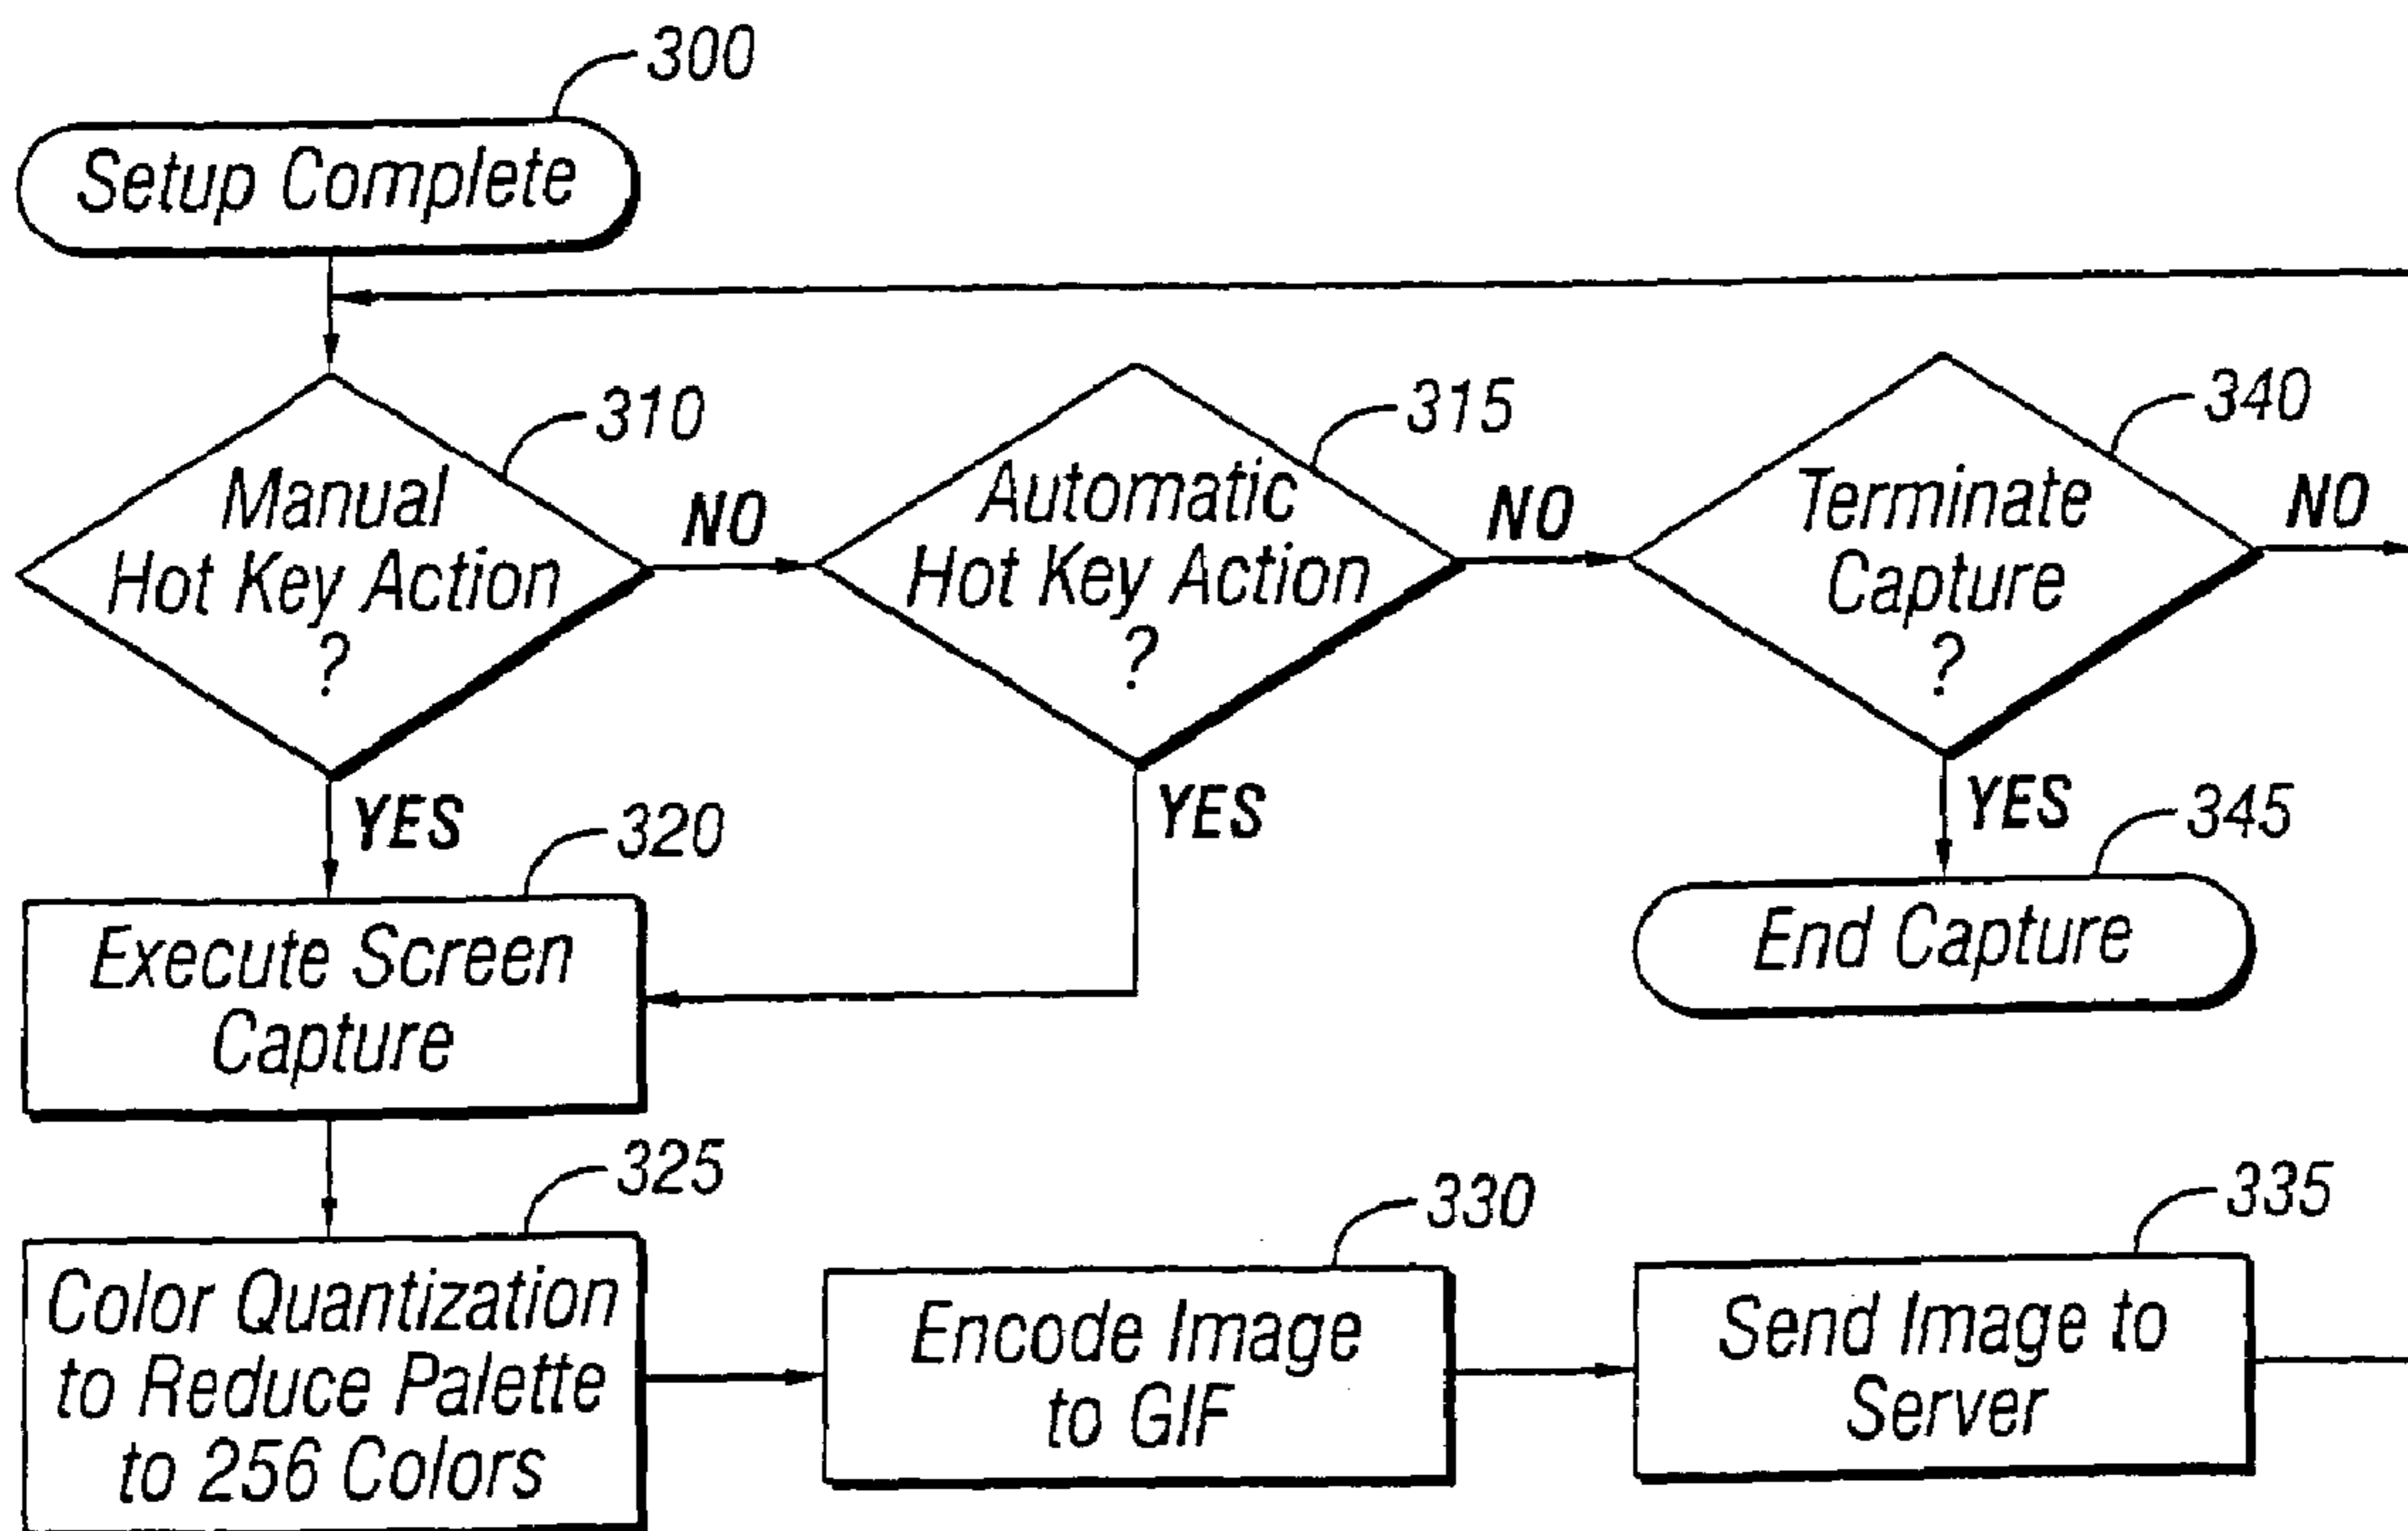 300
Setup Complete
310
Manual
Hot Key Action
?
NO
315
Automatic
Hot Key Action
?
NO
340
Terminate
Capture
?
NO
YES
320
Execute Screen
Capture
YES
YES
345
End Capture
325
Color Quantization
to Reduce Palette
to 256 Colors
330
Encode Image
to GIF
335
Send Image to
Server